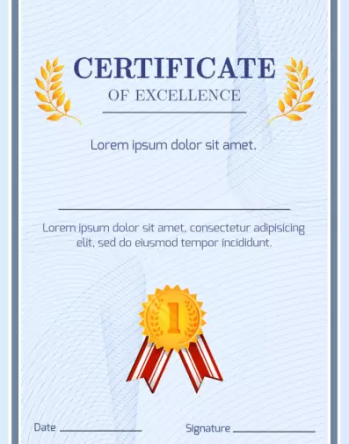 CERTIFICATE
OF EXCELLENCE
Lorem ipsum dolor sit amet.
Lorem ipsum dolor sit amet, consectetur adipisicing
elit, sed do eiusmod tempor incididunt.
1
Date
Signature